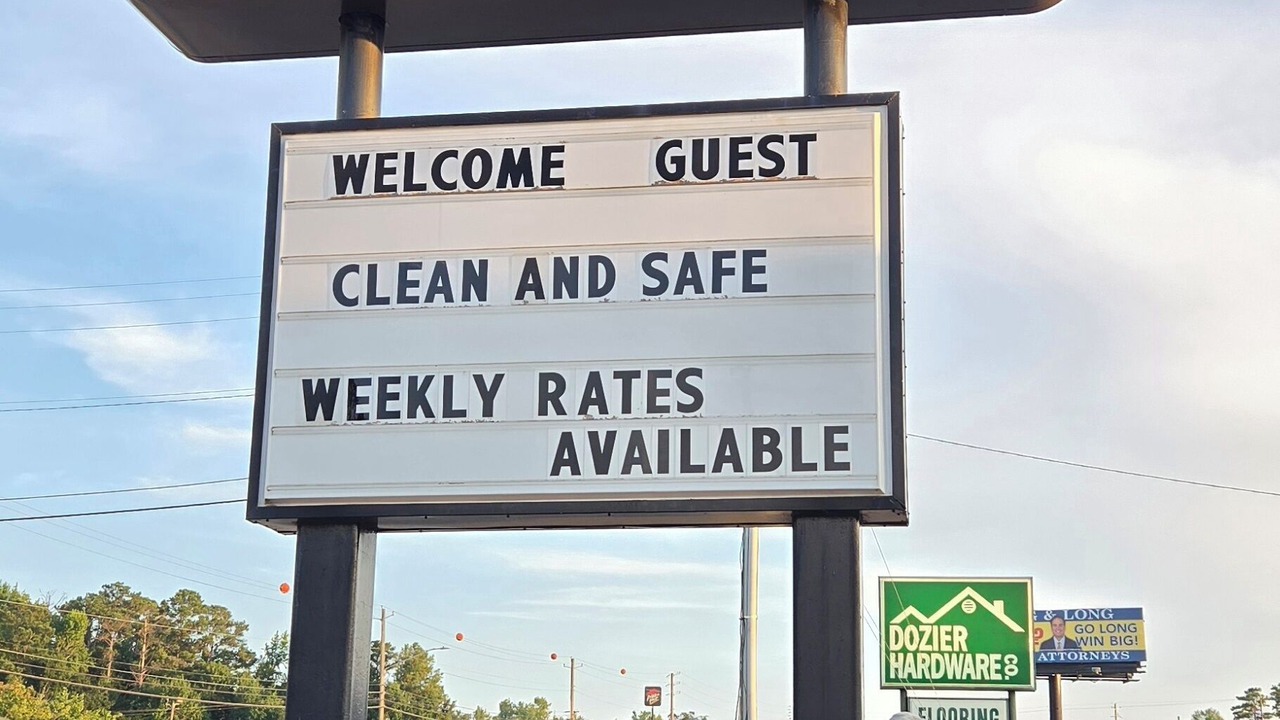 WELCOME GUEST
CLEAN AND SAFE
WEEKLY RATES
AVAILABLE
DOZIER
HARDWARE CO
FLOORING
& LONG
GO LONG
WIN BIG!
ATTORNEYS